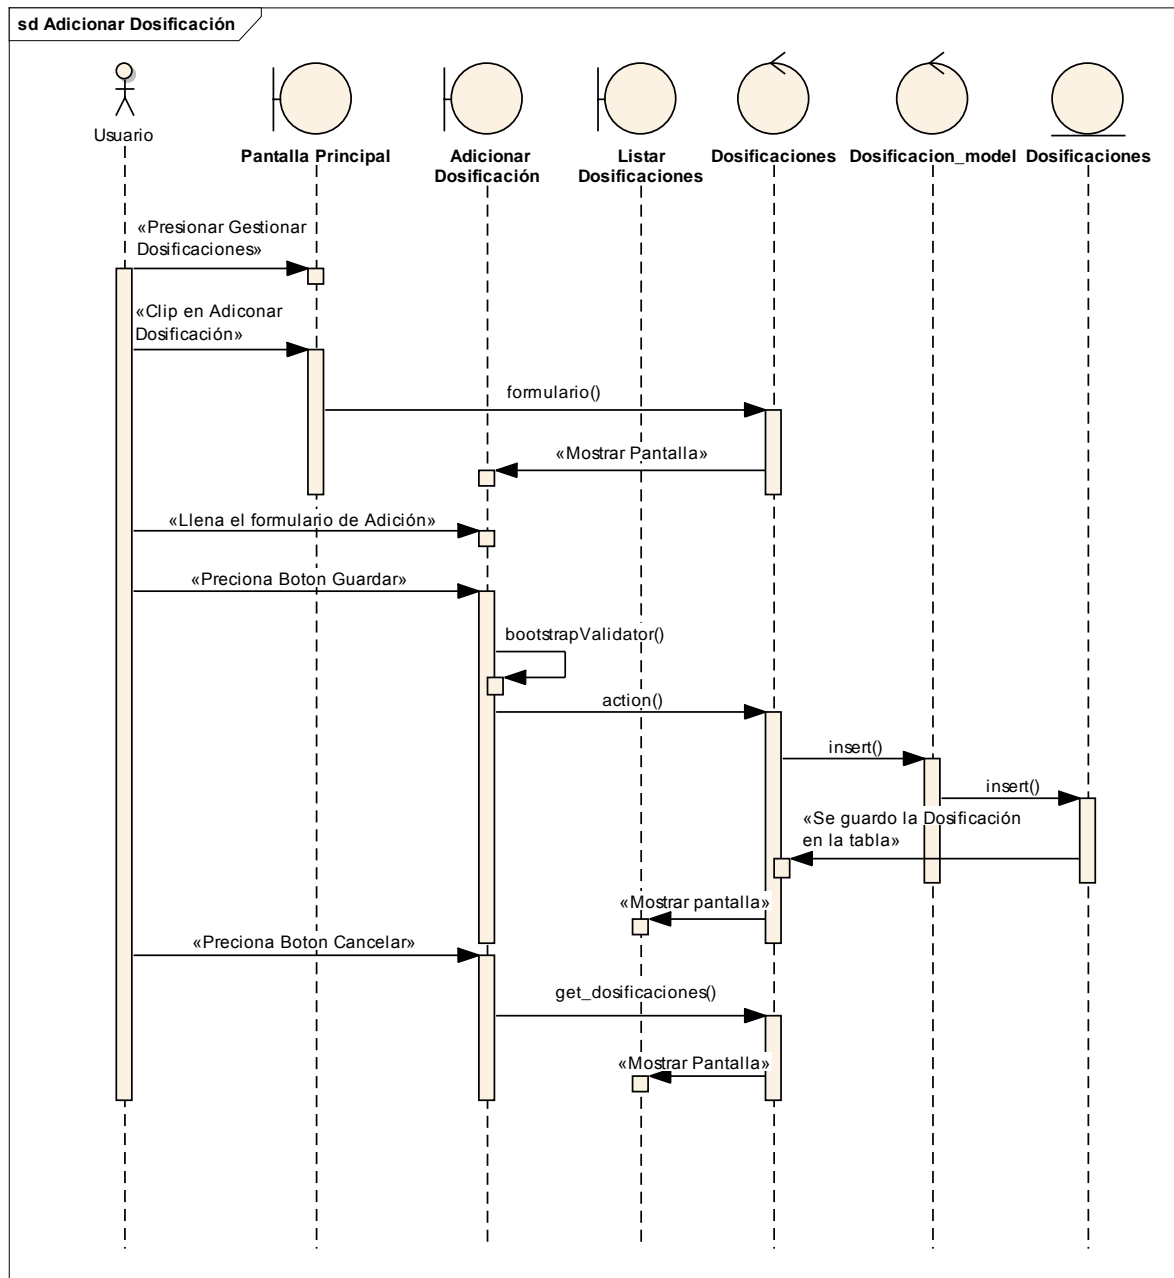 sd Adicionar Dosificación
Usuario
Pantalla Principal
Adicionar
Dosificación
Listar
Dosificaciones
Dosificaciones
Dosificacion_model
Dosificaciones
«Presionar Gestionar
Dosificaciones»
«Clip en Adiconar
Dosificación»
formulario()
«Mostrar Pantalla»
«Llena el formulario de Adición»
«Preciona Boton Guardar»
bootstrapValidator()
action()
insert()
insert()
«Se guardo la Dosificación
en la tabla»
«Mostrar pantalla»
«Preciona Boton Cancelar»
get_dosificaciones()
«Mostrar Pantalla»